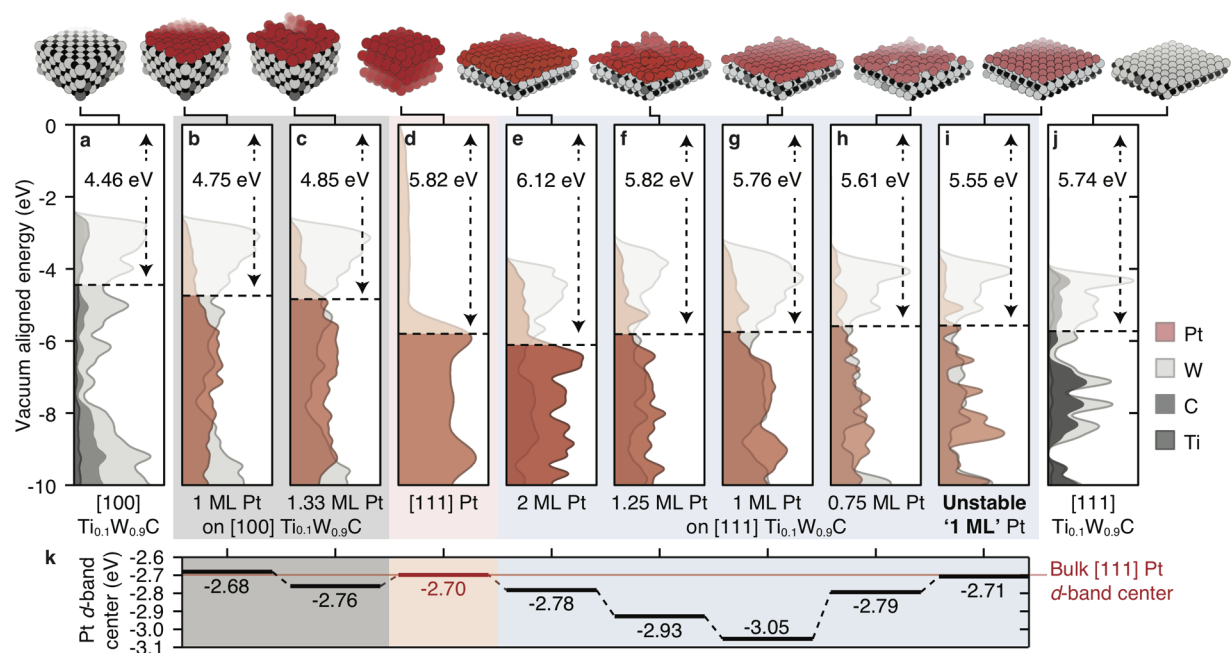 a b c d e f g h i j
0
-2
-4
-6
-8
-10
Vacuum aligned energy (eV)
4.46 eV
4.75 eV
4.85 eV
5.82 eV
6.12 eV
5.82 eV
5.76 eV
5.61 eV
5.55 eV
5.74 eV
Pt
W
C
Ti
[100]
Ti₀.₁W₀.₉C
1 ML Pt
1.33 ML Pt
on [100] Ti₀.₁W₀.₉C
[111] Pt
2 ML Pt
1.25 ML Pt
1 ML Pt
0.75 ML Pt
on [111] Ti₀.₁W₀.₉C
Unstable
‘1 ML’ Pt
[111]
Ti₀.₁W₀.₉C
k
Pt d-band
center (eV)
-2.6
-2.7
-2.8
-2.9
-3.0
-3.1
-2.68
-2.76
-2.70
-2.78
-2.93
-3.05
-2.79
-2.71
Bulk [111] Pt
d-band center